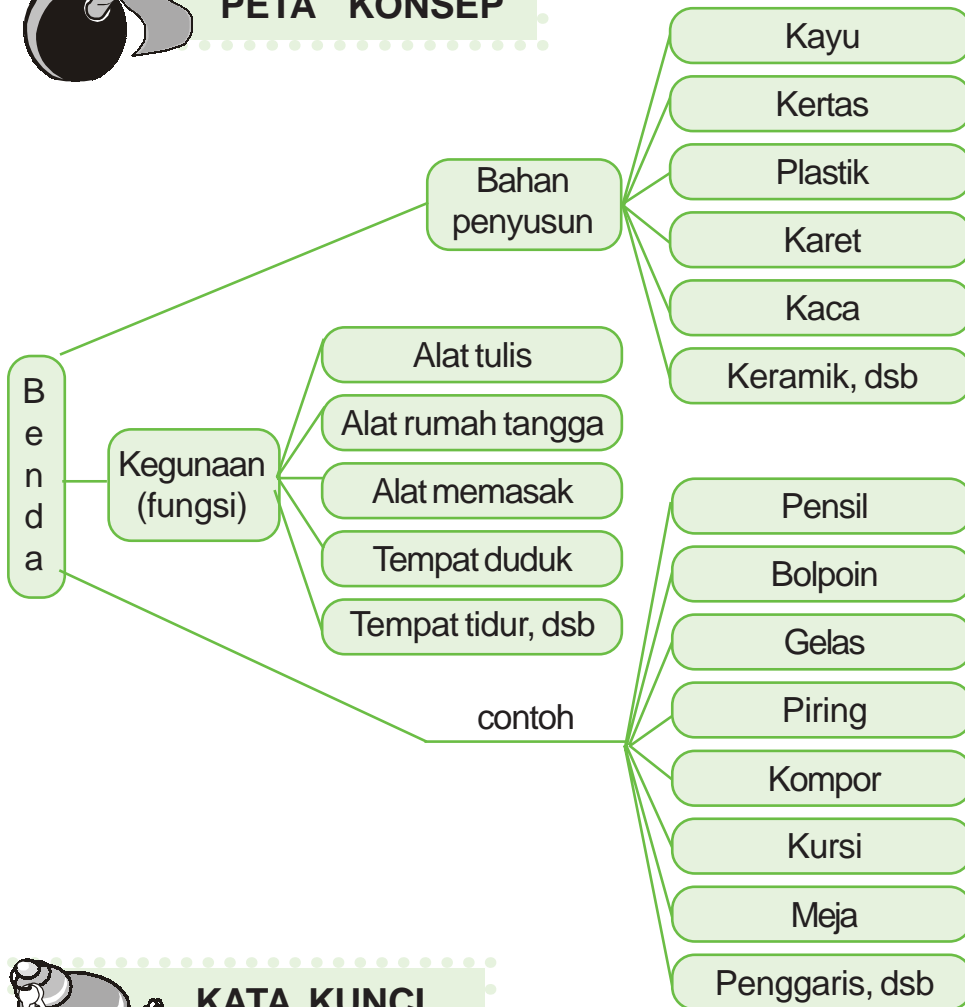 PETA KONSEP
Kayu
Kertas
Bahan
penyusun
Plastik
Karet
Kaca
Keramik, dsb
Benda
Kegunaan
(fungsi)
Alat tulis
Alat rumah tangga
Alat memasak
Tempat duduk
Tempat tidur, dsb
contoh
Pensil
Bolpoin
Gelas
Piring
Kompor
Kursi
Meja
Penggaris, dsb
KATA KUNCI